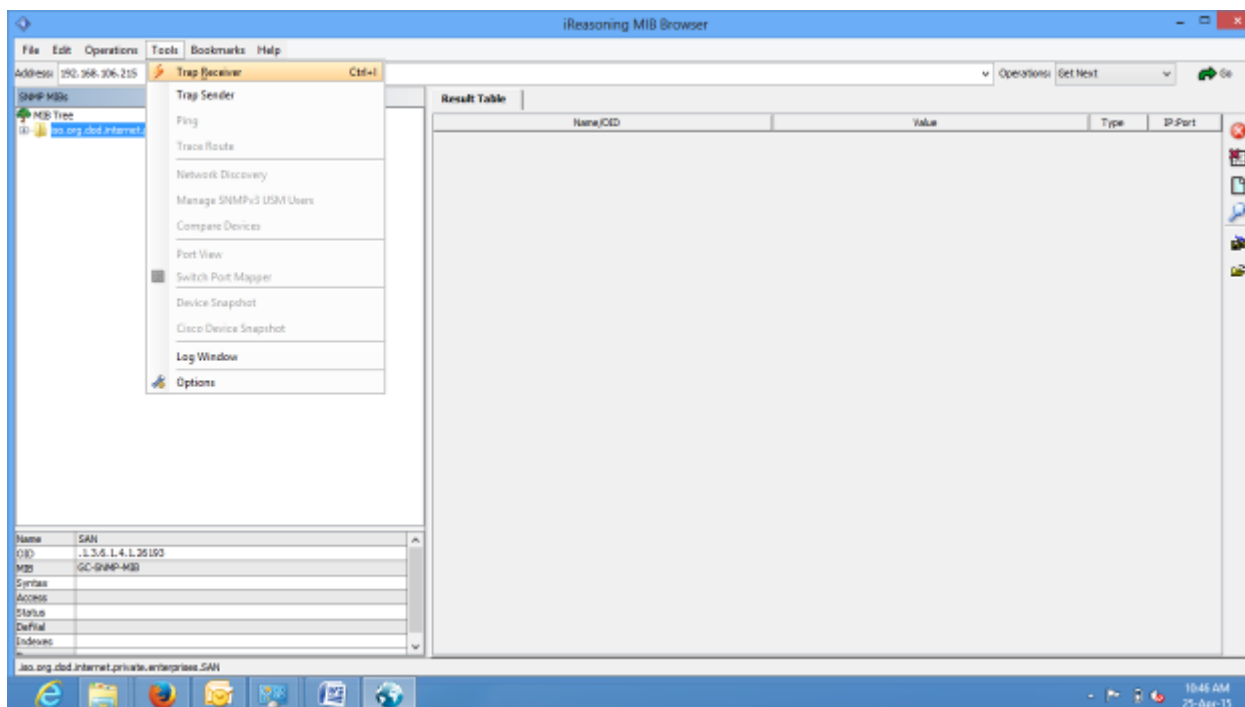 iReasoning MIB Browser
File Edit Operations Tools Bookmarks Help
Address: 192.168.106.215
Operations: Get Next
Go
Trap Receiver Ctrl+I
Trap Sender
Ping
Trace Route
Network Discovery
Manage SNMPv3 USM Users
Compare Devices
Port View
Switch Port Mapper
Device Snapshot
Cisco Device Snapshot
Log Window
Options
SNMP MIBs
MIB Tree
iso.org.dod.internet.
Result Table
Name/OID Value Type IP:Port
Name SAN
OID .1.3.6.1.4.1.26193
MIB GC-SNMP-MIB
Syntax
Access
Status
DefVal
Indexes
.iso.org.dod.internet.private.enterprises.SAN
10:46 AM
25-Apr-15